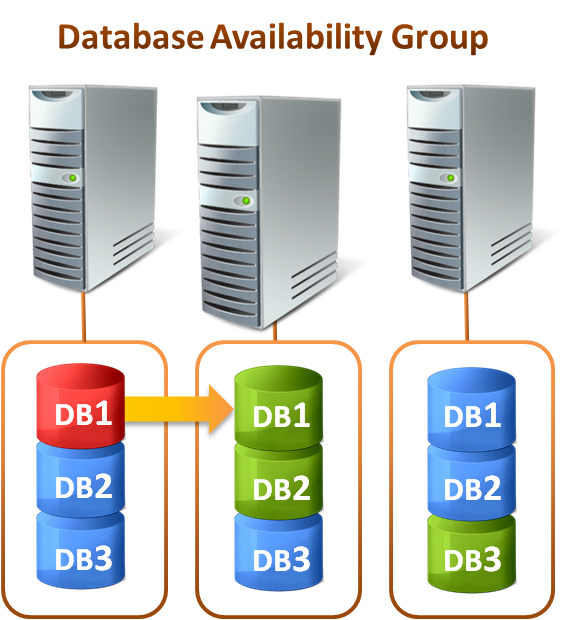 Database Availability Group
DB1
DB1
DB1
DB2
DB2
DB2
DB3
DB3
DB3